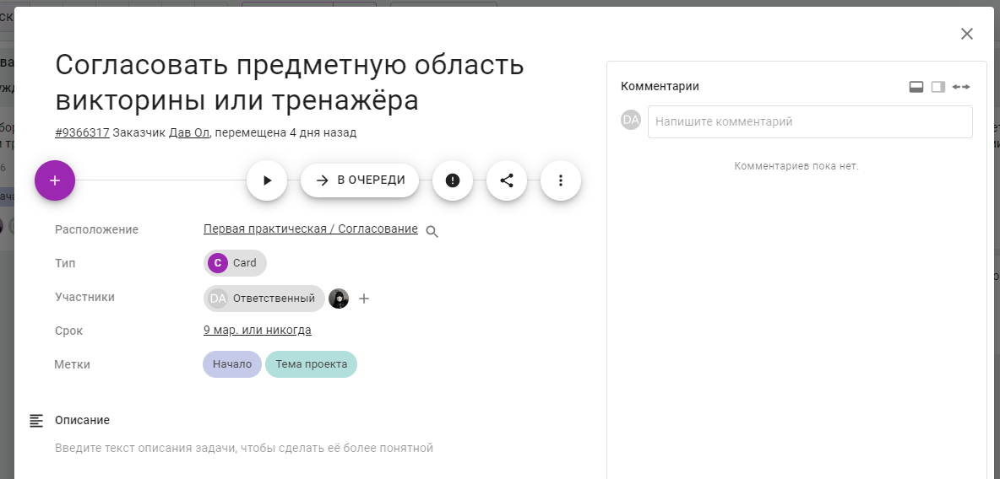 Согласовать предметную область
викторины или тренажёра
#9366317 Заказчик Дав Ол, перемещена 4 дня назад
В ОЧЕРЕДИ
Расположение Первая практическая / Согласование
Тип C Card
Участники DA Ответственный
Срок 9 мар. или никогда
Метки Начало Тема проекта
Описание
Введите текст описания задачи, чтобы сделать её более понятной
Комментарии
DA Напишите комментарий
Комментариев пока нет.